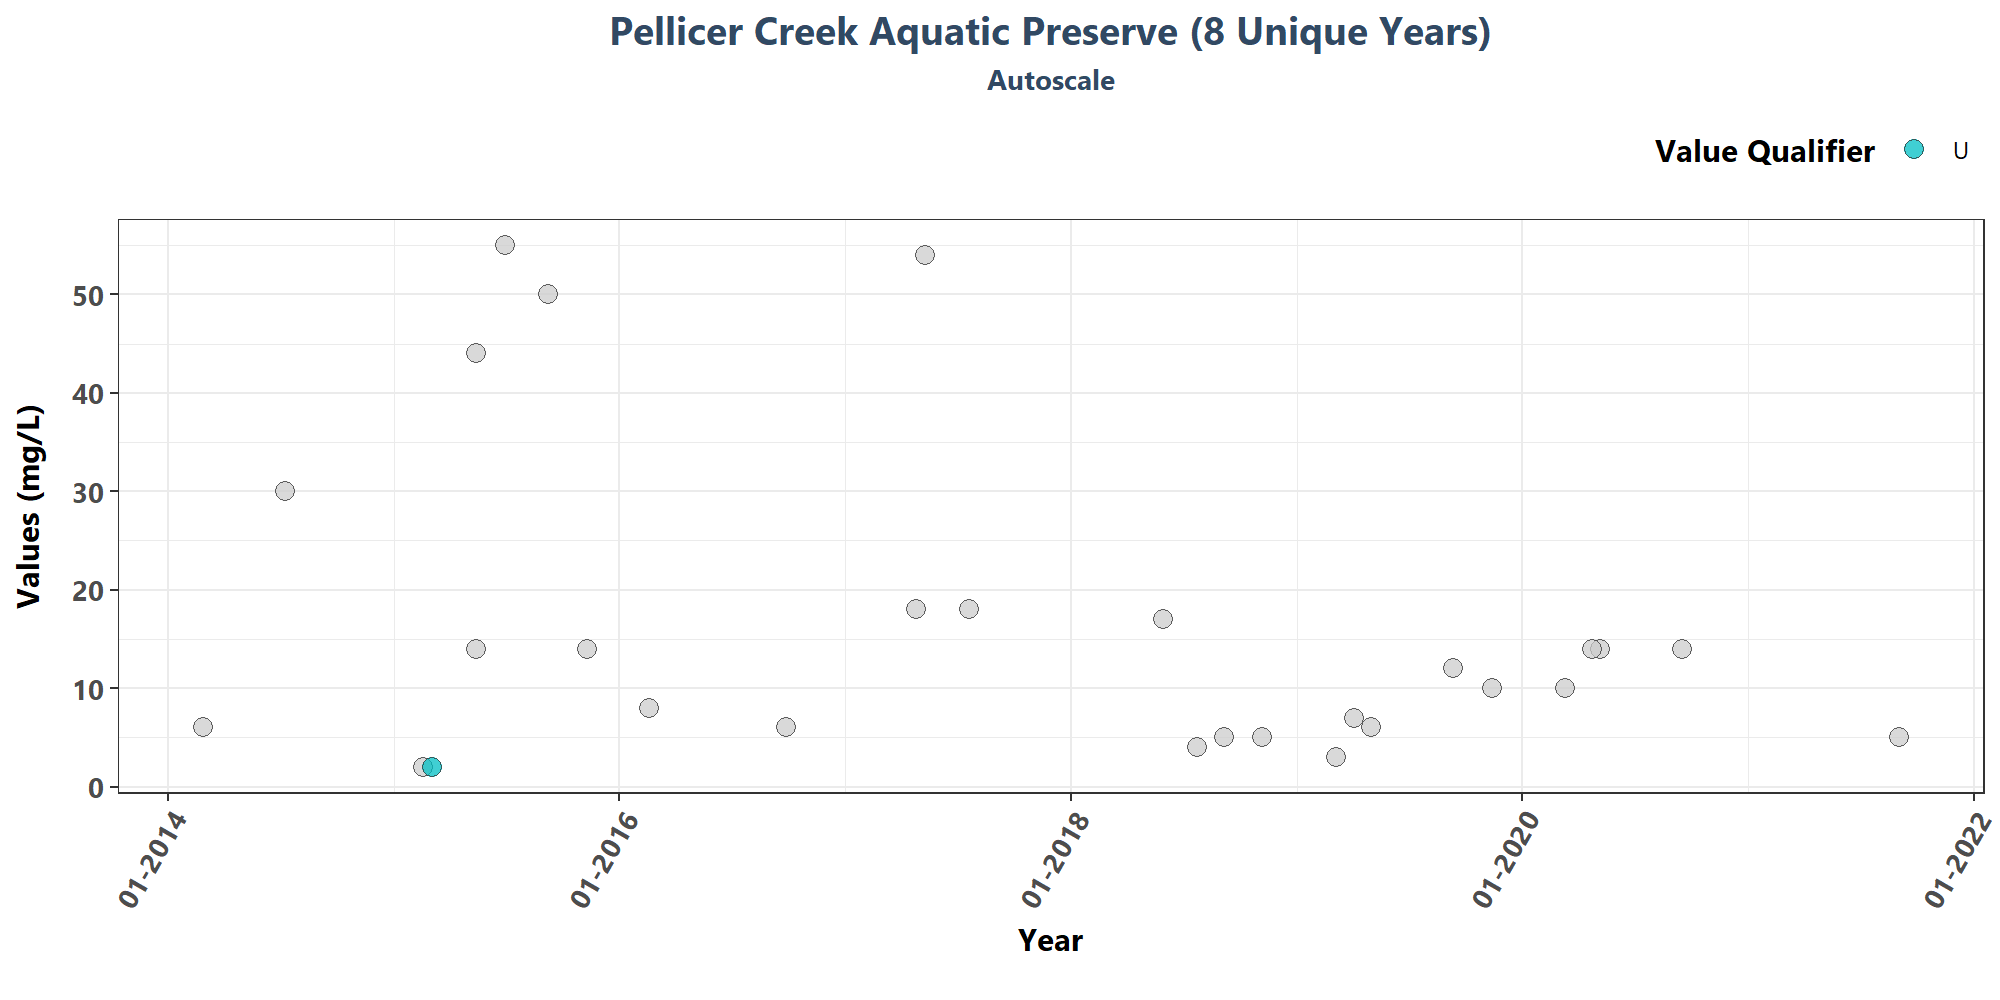 Pellicer Creek Aquatic Preserve (8 Unique Years)
Autoscale
Value Qualifier U
50
40
30
20
10
0
Values (mg/L)
01-2014 01-2016 01-2018 01-2020 01-2022
Year